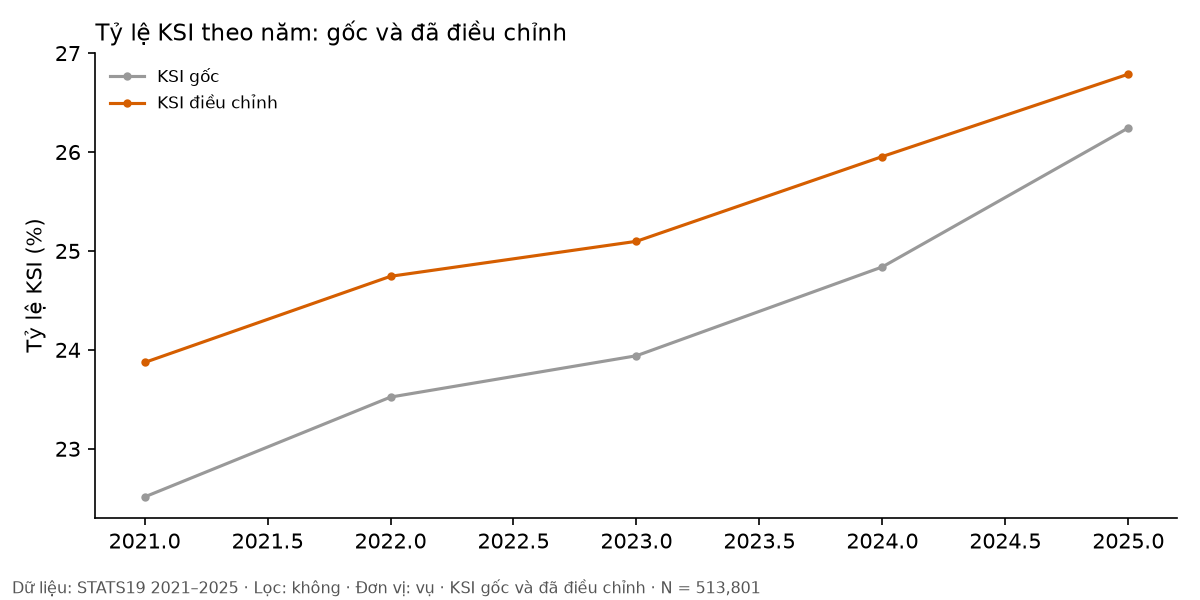 Tỷ lệ KSI theo năm: gốc và đã điều chỉnh
KSI gốc
KSI điều chỉnh
Tỷ lệ KSI (%)
27
26
25
24
23
2021.0 2021.5 2022.0 2022.5 2023.0 2023.5 2024.0 2024.5 2025.0
Dữ liệu: STATS19 2021–2025 · Lọc: không · Đơn vị: vụ · KSI gốc và đã điều chỉnh · N = 513,801